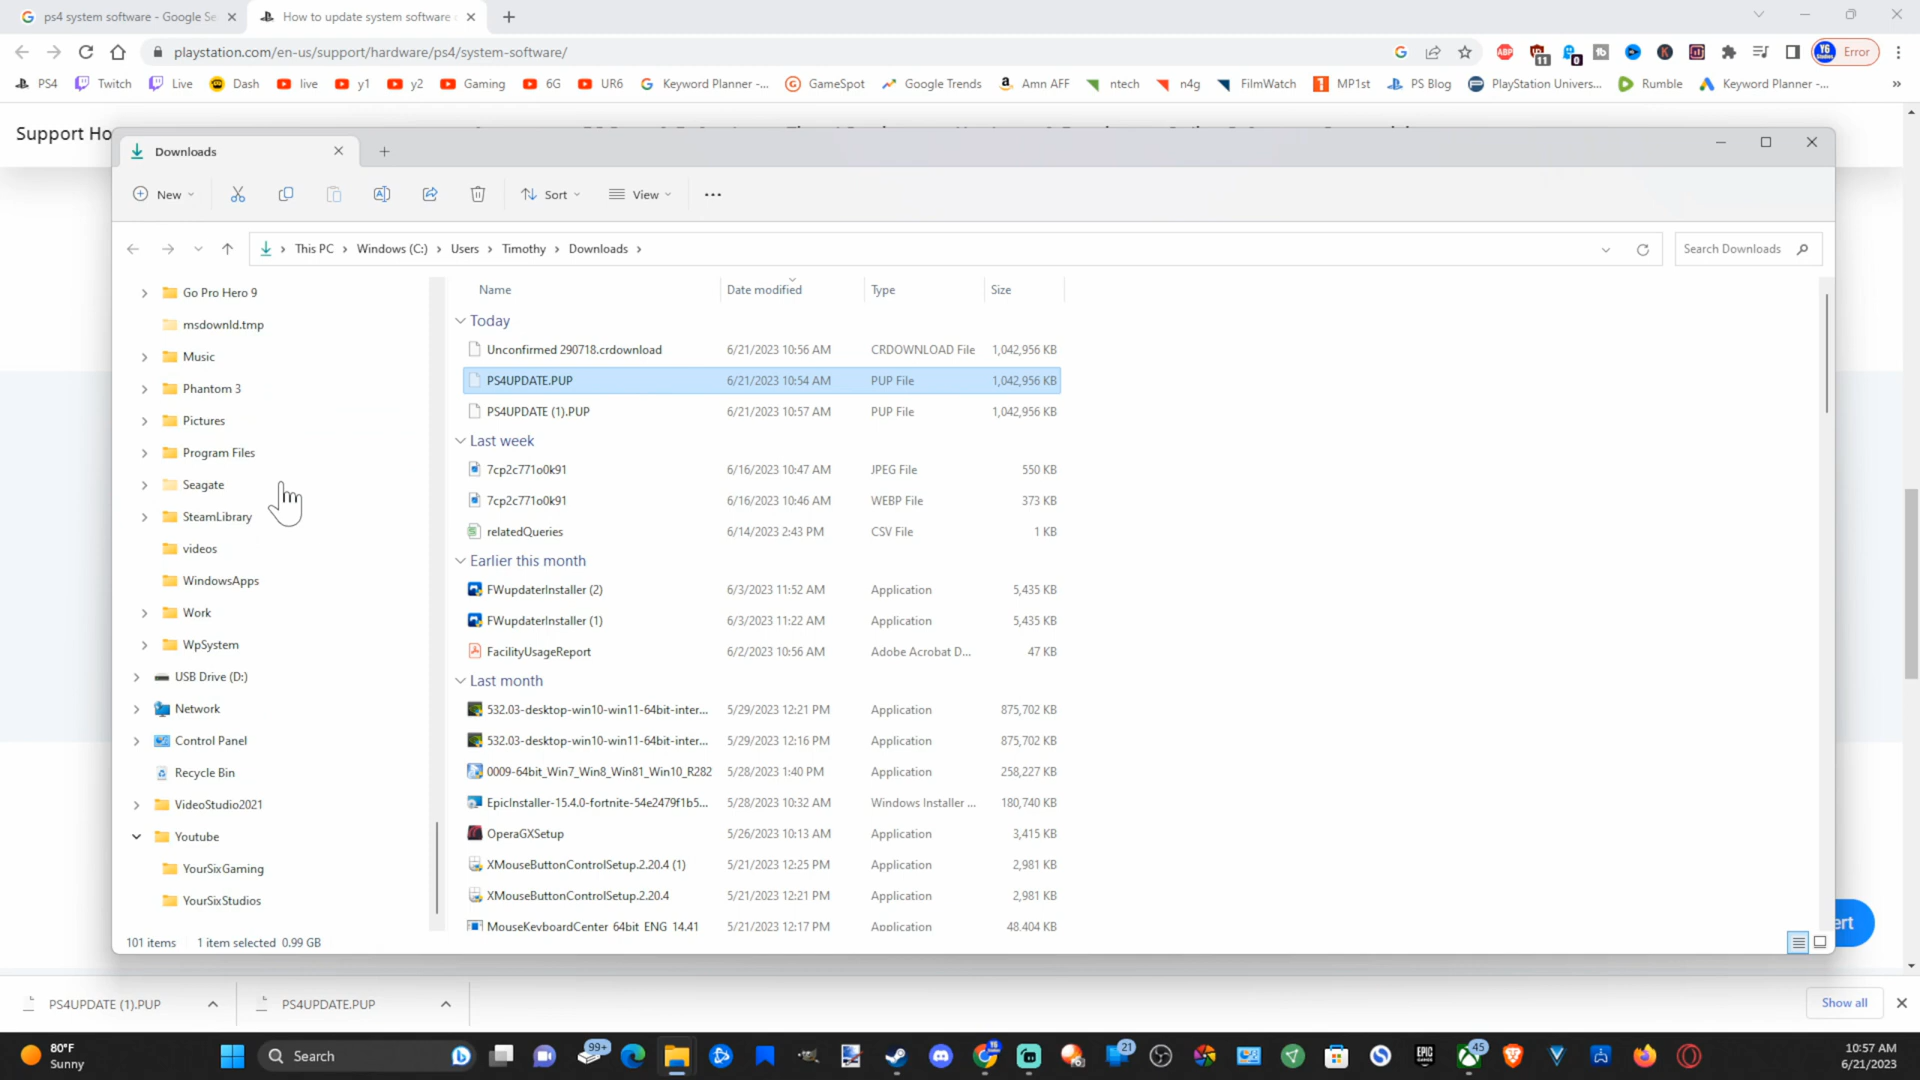 ps4 system software - Google Se
How to update system software
playstation.com/en-us/support/hardware/ps4/system-software/
Error
PS4
Twitch
Live
Dash
live
y1
y2
Gaming
6G
UR6
Keyword Planner -...
GameSpot
Google Trends
Amn AFF
ntech
n4g
FilmWatch
MP1st
PS Blog
PlayStation Univers...
Rumble
Keyword Planner -...
Support Ho
Downloads
New
Sort
View
This PC > Windows (C:) > Users > Timothy > Downloads >
Search Downloads
Go Pro Hero 9
msdownld.tmp
Music
Phantom 3
Pictures
Program Files
Seagate
SteamLibrary
videos
WindowsApps
Work
WpSystem
USB Drive (D:)
Network
Control Panel
Recycle Bin
VideoStudio2021
Youtube
YourSixGaming
YourSixStudios
Name Date modified Type Size
Today
Unconfirmed 290718.crdownload 6/21/2023 10:56 AM CRDOWNLOAD File 1,042,956 KB
PS4UPDATE.PUP 6/21/2023 10:54 AM PUP File 1,042,956 KB
PS4UPDATE (1).PUP 6/21/2023 10:57 AM PUP File 1,042,956 KB
Last week
7cp2c771o0k91 6/16/2023 10:47 AM JPEG File 550 KB
7cp2c771o0k91 6/16/2023 10:46 AM WEBP File 373 KB
relatedQueries 6/14/2023 2:43 PM CSV File 1 KB
Earlier this month
FWupdaterInstaller (2) 6/3/2023 11:52 AM Application 5,435 KB
FWupdaterInstaller (1) 6/3/2023 11:22 AM Application 5,435 KB
FacilityUsageReport 6/2/2023 10:56 AM Adobe Acrobat D... 47 KB
Last month
532.03-desktop-win10-win11-64bit-inter... 5/29/2023 12:21 PM Application 875,702 KB
532.03-desktop-win10-win11-64bit-inter... 5/29/2023 12:16 PM Application 875,702 KB
0009-64bit_Win7_Win8_Win81_Win10_R282 5/28/2023 1:40 PM Application 258,227 KB
EpicInstaller-15.4.0-fortnite-54e2479f1b5... 5/28/2023 10:32 AM Windows Installer ... 180,740 KB
OperaGXSetup 5/26/2023 10:13 AM Application 3,415 KB
XMouseButtonControlSetup.2.20.4 (1) 5/21/2023 12:25 PM Application 2,981 KB
XMouseButtonControlSetup.2.20.4 5/21/2023 12:21 PM Application 2,981 KB
MouseKeyboardCenter_64bit_ENG_14.41 5/21/2023 12:17 PM Application 48,404 KB
101 items 1 item selected 0.99 GB
ert
PS4UPDATE (1).PUP
PS4UPDATE.PUP
Show all
80°F
Sunny
Search
99+
21
45
10:57 AM
6/21/2023